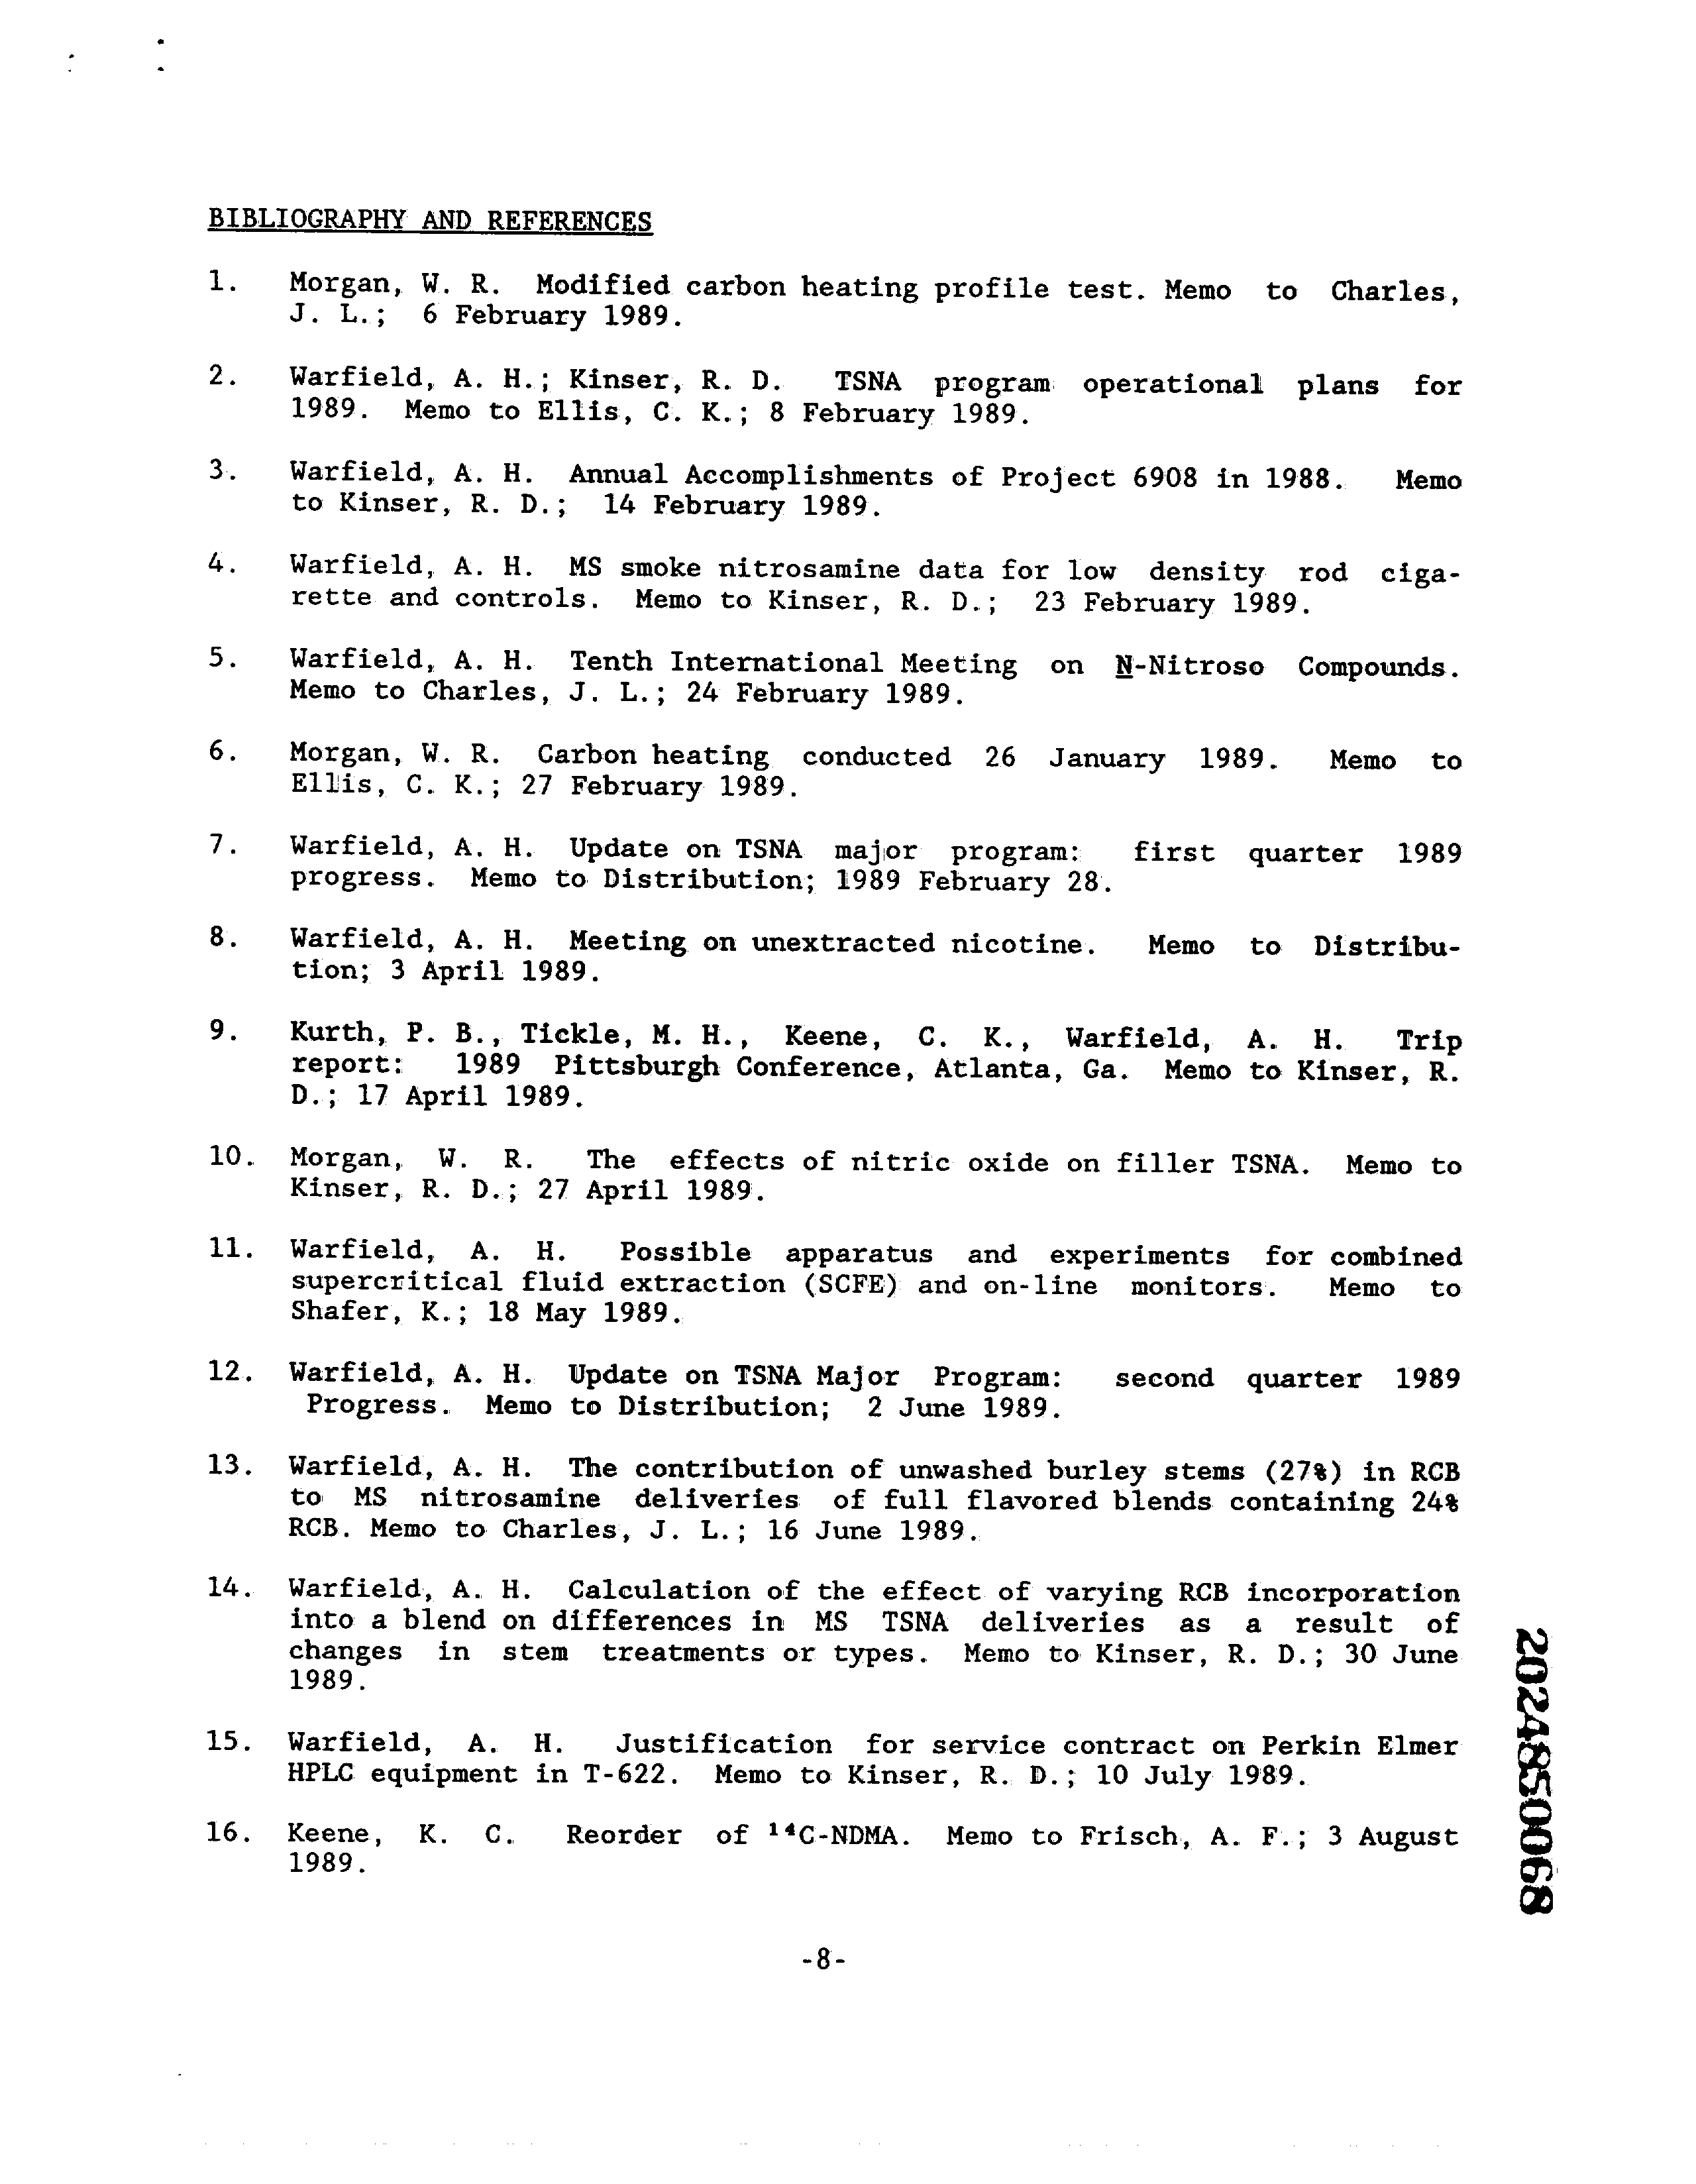 BIBLIOGRAPHY AND REFERENCES
1. Morgan, W. R. Modified carbon heating profile test. Memo to Charles,
J. L.; 6 February 1989.
2. Warfield, A. H.; Kinser, R. D. TSNA program operational plans for
1989. Memo to Ellis, C. K.; 8 February 1989.
3. Warfield, A. H. Annual Accomplishments of Project 6908 in 1988. Memo
to Kinser, R. D.; 14 February 1989.
4. Warfield, A. H. MS smoke nitrosamine data for low density rod ciga-
rette and controls. Memo to Kinser, R. D.; 23 February 1989.
5. Warfield, A. H. Tenth International Meeting on N-Nitroso Compounds.
Memo to Charles, J. L.; 24 February 1989.
6. Morgan, W. R. Carbon heating conducted 26 January 1989. Memo to
Ellis, C. K.; 27 February 1989.
7. Warfield, A. H. Update on TSNA major program: first quarter 1989
progress. Memo to Distribution; 1989 February 28.
8. Warfield, A. H. Meeting on unextracted nicotine. Memo to Distribu-
tion; 3 April 1989.
9. Kurth, P. B., Tickle, M. H., Keene, C. K., Warfield, A. H. Trip
report: 1989 Pittsburgh Conference, Atlanta, Ga. Memo to Kinser, R.
D.; 17 April 1989.
10. Morgan, W. R. The effects of nitric oxide on filler TSNA. Memo to
Kinser, R. D.; 27 April 1989.
11. Warfield, A. H. Possible apparatus and experiments for combined
supercritical fluid extraction (SCFE) and on-line monitors. Memo to
Shafer, K.; 18 May 1989.
12. Warfield, A. H. Update on TSNA Major Program: second quarter 1989
Progress. Memo to Distribution; 2 June 1989.
13. Warfield, A. H. The contribution of unwashed burley stems (27%) in RCB
to MS nitrosamine deliveries of full flavored blends containing 24%
RCB. Memo to Charles, J. L.; 16 June 1989.
14. Warfield, A. H. Calculation of the effect of varying RCB incorporation
into a blend on differences in MS TSNA deliveries as a result of
changes in stem treatments or types. Memo to Kinser, R. D.; 30 June
1989.
15. Warfield, A. H. Justification for service contract on Perkin Elmer
HPLC equipment in T-622. Memo to Kinser, R. D.; 10 July 1989.
16. Keene, K. C. Reorder of ¹⁴C-NDMA. Memo to Frisch, A. F.; 3 August
1989.
-8-
2024850068